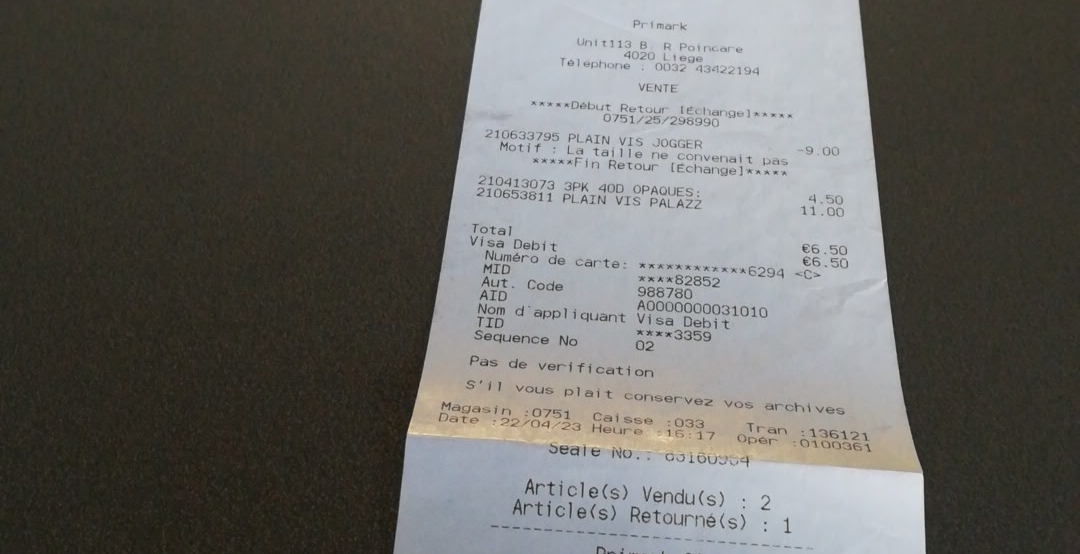 Primark
Unit113 B. R Poincare
4020 Liege
Téléphone : 0032 43422194
VENTE
*****Début Retour [Échange]*****
0751/25/298990
210633795 PLAIN VIS JOGGER -9.00
Motif : La taille ne convenait pas
*****Fin Retour [Échange]*****
210413073 3PK 40D OPAQUES: 4.50
210653811 PLAIN VIS PALAZZ 11.00
Total €6.50
Visa Debit €6.50
Numéro de carte: ************6294 <C>
MID ****82852
Aut. Code 988780
AID A0000000031010
Nom d'appliquant Visa Debit
TID ****3359
Sequence No 02
Pas de verification
S'il vous plait conservez vos archives
Magasin :0751 Caisse :033 Tran :136121
Date :22/04/23 Heure :16:17 Opér :0100361
No.:
Article(s) Vendu(s) : 2
Article(s) Retourné(s) : 1
--------------------------------